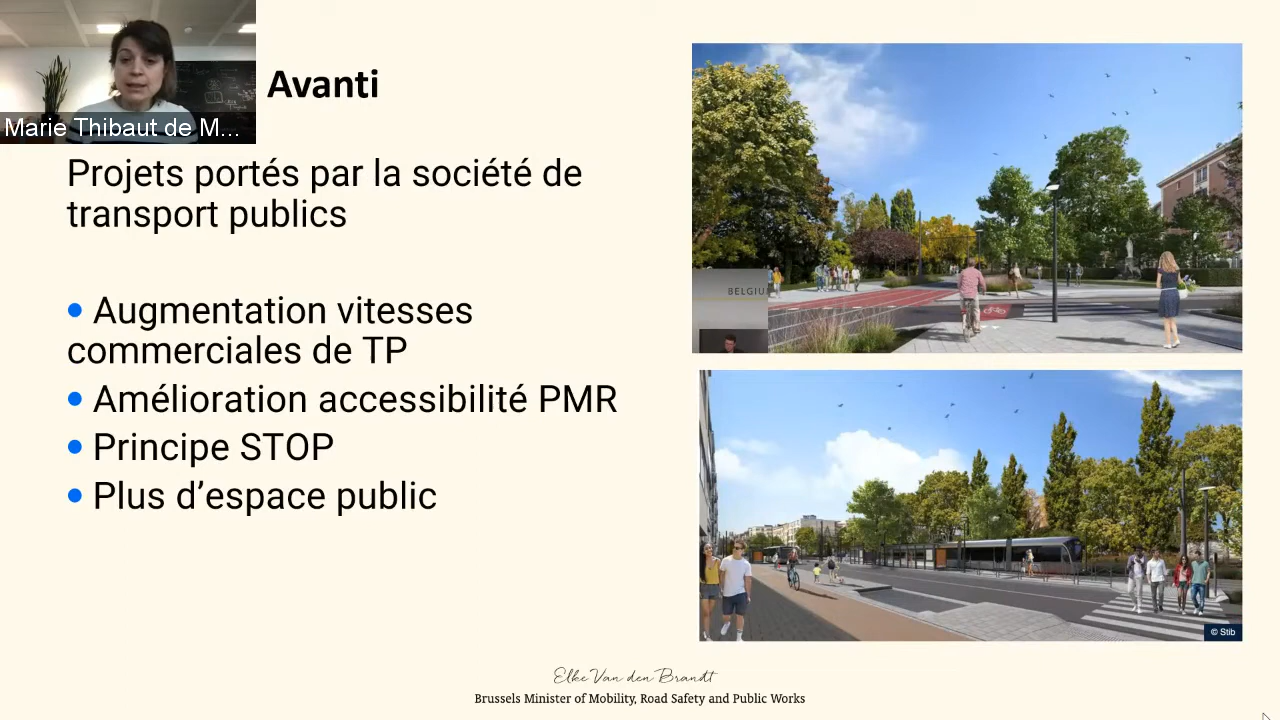 Avanti
Marie Thibaut de M...
Projets portés par la société de
transport publics
• Augmentation vitesses
commerciales de TP
• Amélioration accessibilité PMR
• Principe STOP
• Plus d’espace public
BELGIU
© Stib
Elke Van den Brandt
Brussels Minister of Mobility, Road Safety and Public Works